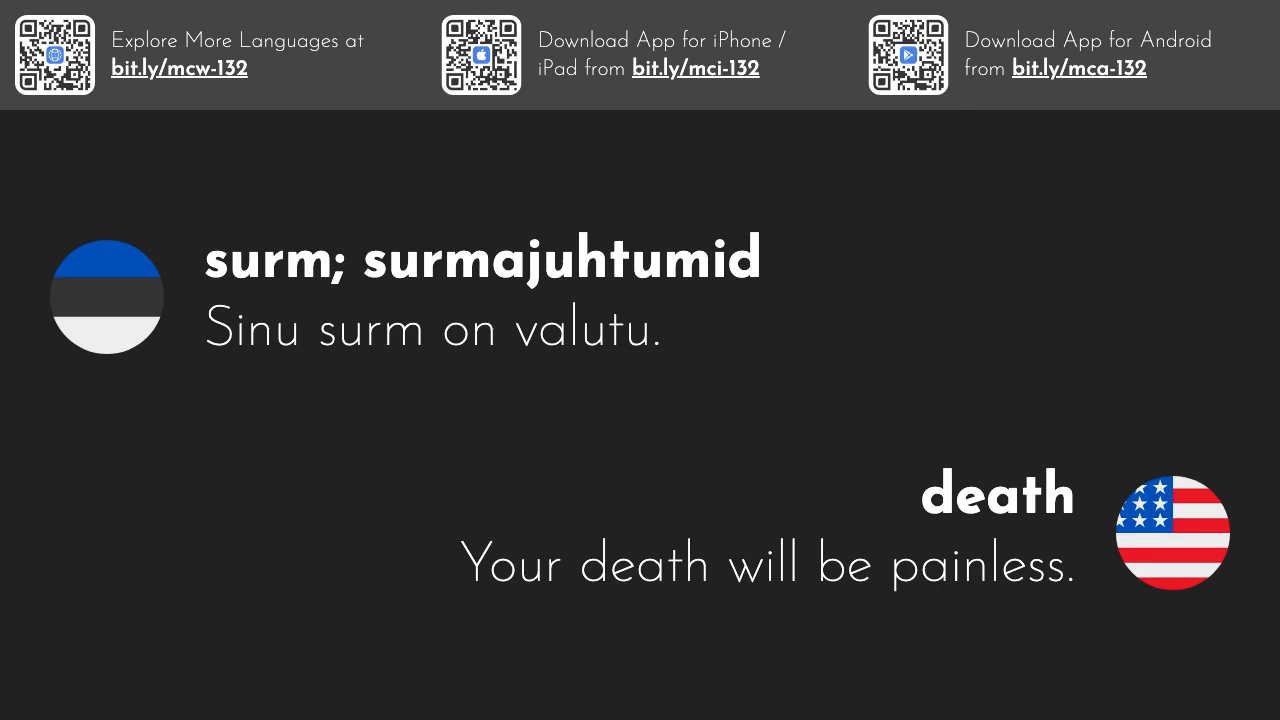 Explore More Languages at
bit.ly/mcw-132
Download App for iPhone /
iPad from bit.ly/mci-132
Download App for Android
from bit.ly/mca-132
surm; surmajuhtumid
Sinu surm on valutu.
death
Your death will be painless.